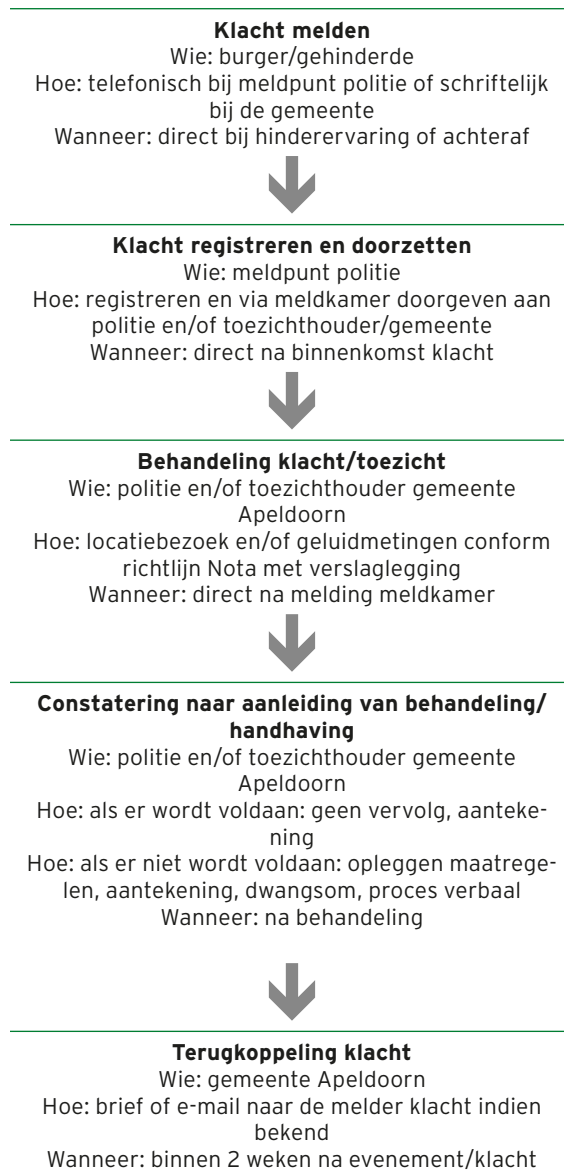 Klacht melden
Wie: burger/gehinderde
Hoe: telefonisch bij meldpunt politie of schriftelijk
bij de gemeente
Wanneer: direct bij hinderervaring of achteraf
Klacht registreren en doorzetten
Wie: meldpunt politie
Hoe: registreren en via meldkamer doorgeven aan
politie en/of toezichthouder/gemeente
Wanneer: direct na binnenkomst klacht
Behandeling klacht/toezicht
Wie: politie en/of toezichthouder gemeente
Apeldoorn
Hoe: locatiebezoek en/of geluidmetingen conform
richtlijn Nota met verslaglegging
Wanneer: direct na melding meldkamer
Constatering naar aanleiding van behandeling/
handhaving
Wie: politie en/of toezichthouder gemeente
Apeldoorn
Hoe: als er wordt voldaan: geen vervolg, aanteke-
ning
Hoe: als er niet wordt voldaan: opleggen maatrege-
len, aantekening, dwangsom, proces verbaal
Wanneer: na behandeling
Terugkoppeling klacht
Wie: gemeente Apeldoorn
Hoe: brief of e-mail naar de melder klacht indien
bekend
Wanneer: binnen 2 weken na evenement/klacht